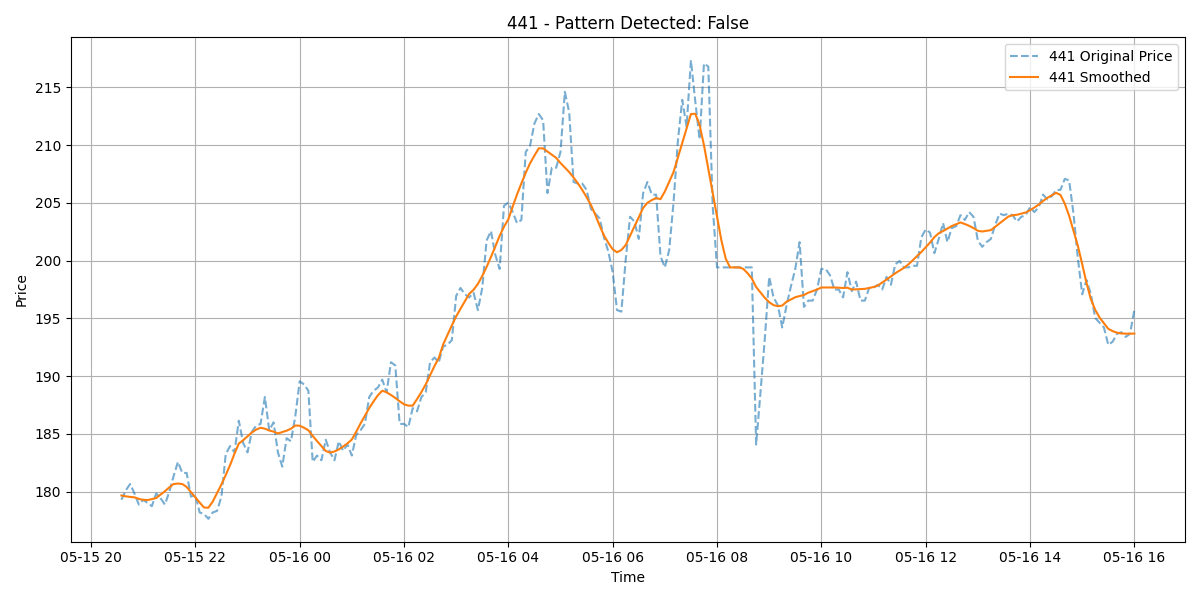 441 - Pattern Detected: False
441 Original Price
441 Smoothed
Price
215
210
205
200
195
190
185
180
05-15 20 05-15 22 05-16 00 05-16 02 05-16 04 05-16 06 05-16 08 05-16 10 05-16 12 05-16 14 05-16 16
Time